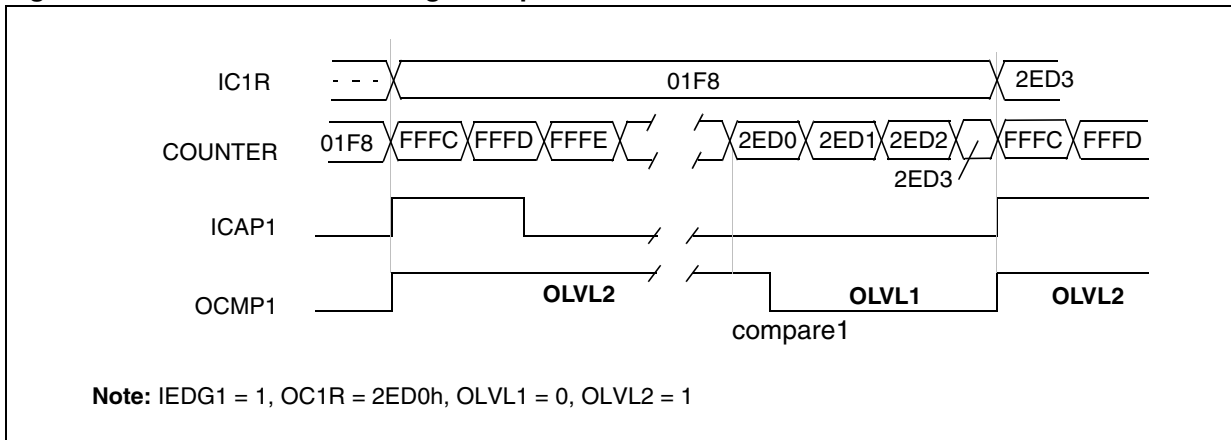 IC1R - - - 01F8 2ED3
COUNTER 01F8 FFFC FFFD FFFE 2ED0 2ED1 2ED2 FFFC FFFD
2ED3
ICAP1
OCMP1 OLVL2 OLVL1 OLVL2
compare1
Note: IEDG1 = 1, OC1R = 2ED0h, OLVL1 = 0, OLVL2 = 1